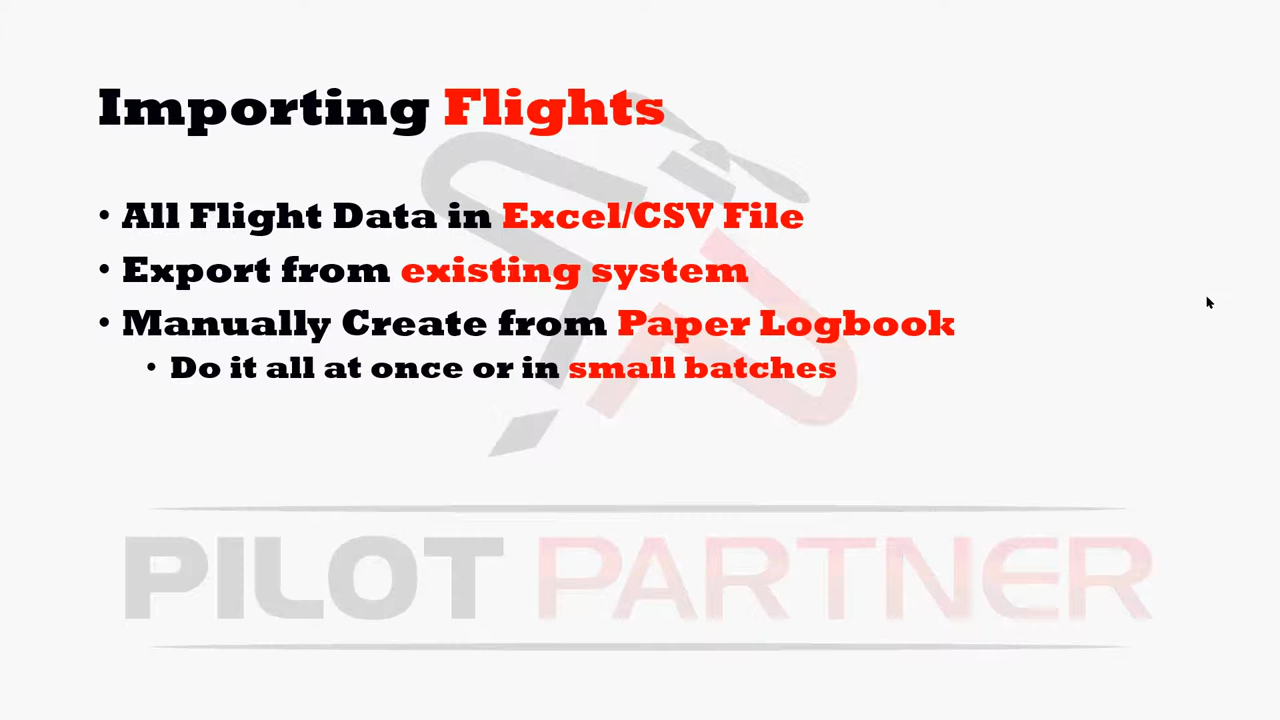 Importing Flights
• All Flight Data in Excel/CSV File
• Export from existing system
• Manually Create from Paper Logbook
• Do it all at once or in small batches
PILOT PARTNER